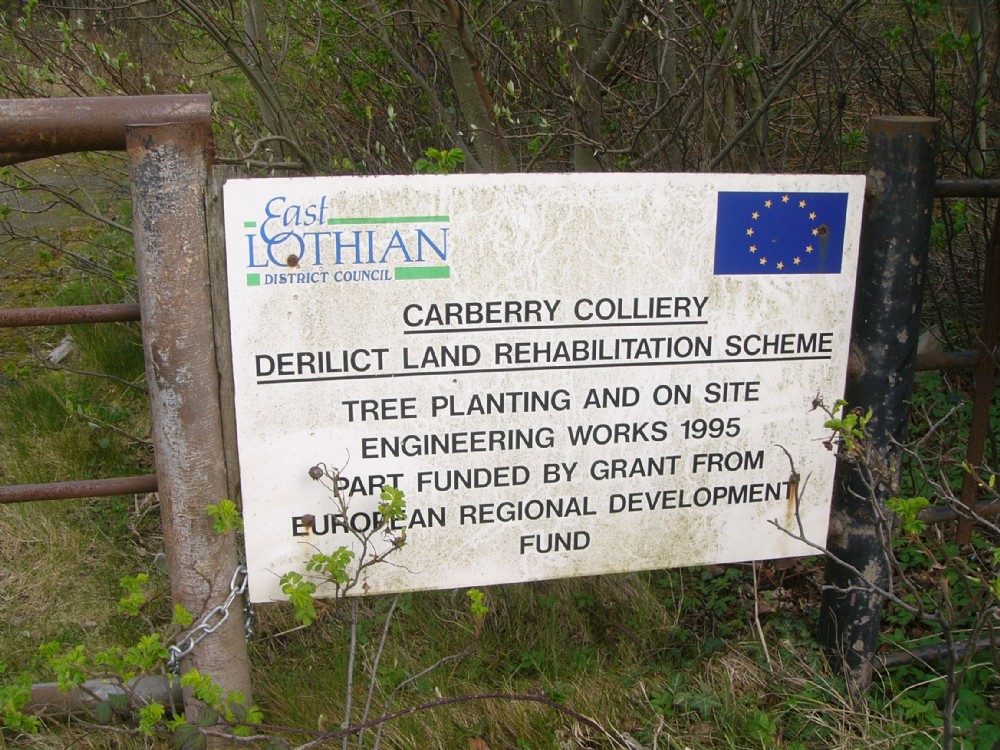 East
LOTHIAN
DISTRICT COUNCIL
CARBERRY COLLIERY
DERILICT LAND REHABILITATION SCHEME
TREE PLANTING AND ON SITE
ENGINEERING WORKS 1995
PART FUNDED BY GRANT FROM
EUROPEAN REGIONAL DEVELOPMENT
FUND